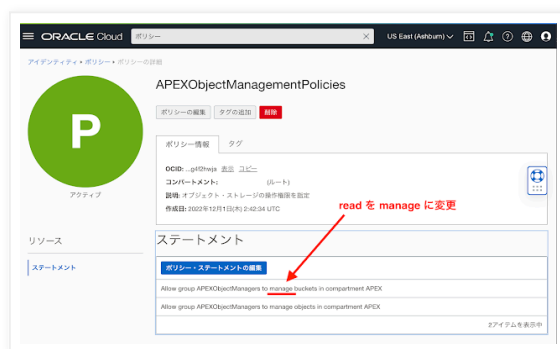 ORACLE Cloud ポリシー × US East (Ashburn)
アイデンティティ › ポリシー › ポリシーの詳細
P
アクティブ
APEXObjectManagementPolicies
ポリシーの編集 タグの追加 削除
ポリシー情報 タグ
OCID: ...g4f2hwja 表示 コピー
コンパートメント: (ルート)
説明: オブジェクト・ストレージの操作権限を指定
作成日: 2022年12月1日(木) 2:42:34 UTC
read を manage に変更
リソース
ステートメント
ステートメント
ポリシー・ステートメントの編集
Allow group APEXObjectManagers to manage buckets in compartment APEX
Allow group APEXObjectManagers to manage objects in compartment APEX
2アイテムを表示中